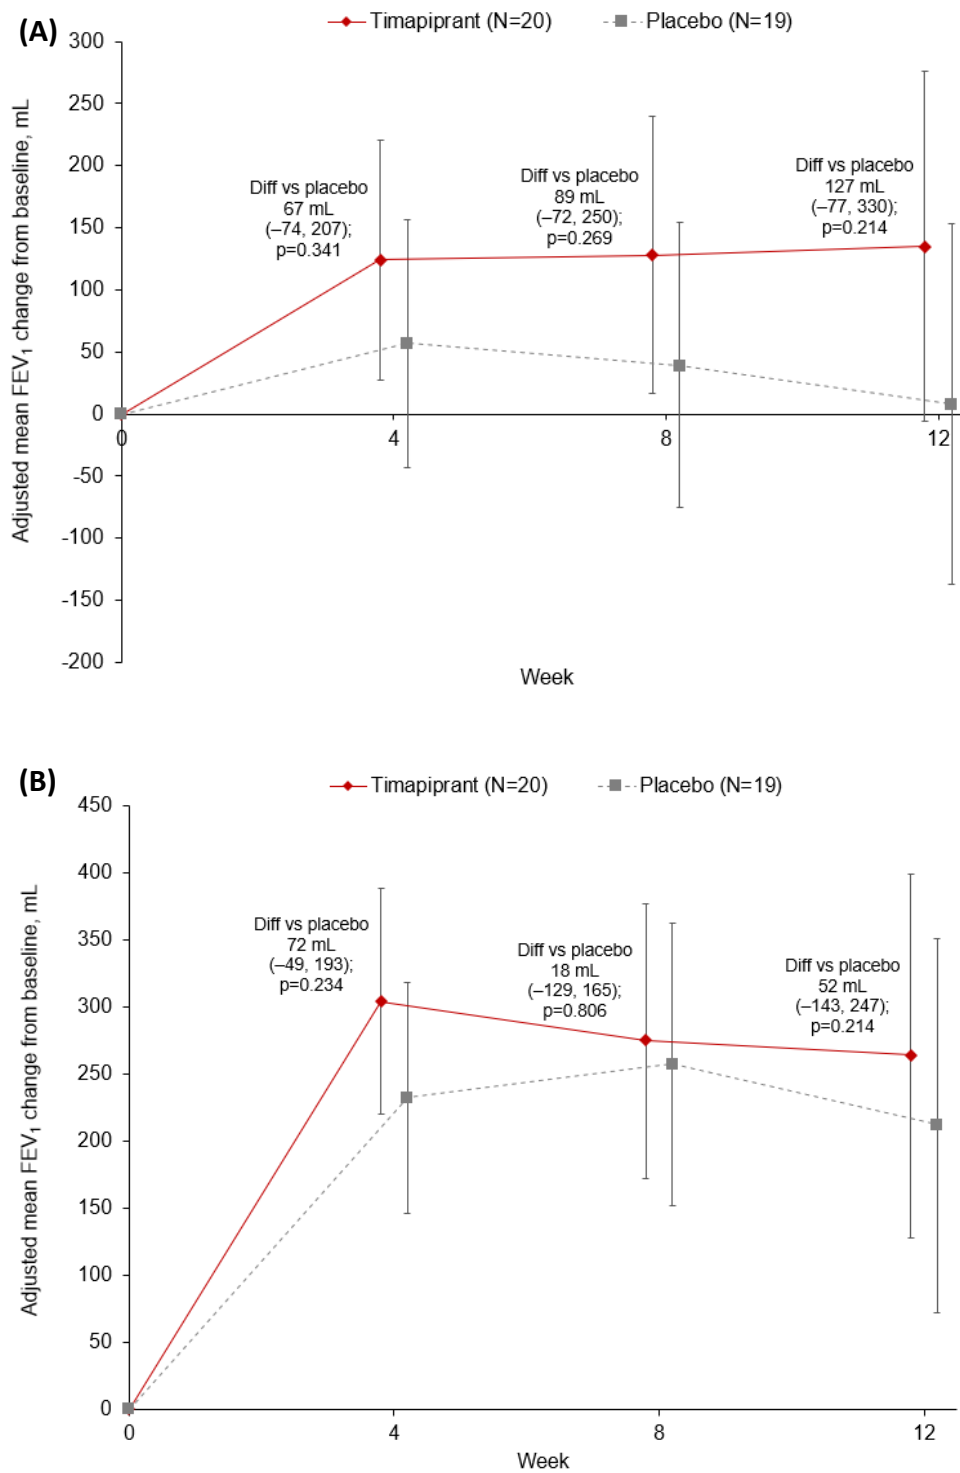 (A)
Timapiprant (N=20) Placebo (N=19)
Adjusted mean FEV₁ change from baseline, mL
300
250
200
150
100
50
0
-50
-100
-150
-200
Diff vs placebo
67 mL
(–74, 207);
p=0.341
Diff vs placebo
89 mL
(–72, 250);
p=0.269
Diff vs placebo
127 mL
(–77, 330);
p=0.214
0 4 8 12
Week
(B)
Timapiprant (N=20) Placebo (N=19)
Adjusted mean FEV₁ change from baseline, mL
450
400
350
300
250
200
150
100
50
0
Diff vs placebo
72 mL
(–49, 193);
p=0.234
Diff vs placebo
18 mL
(–129, 165);
p=0.806
Diff vs placebo
52 mL
(–143, 247);
p=0.214
0 4 8 12
Week